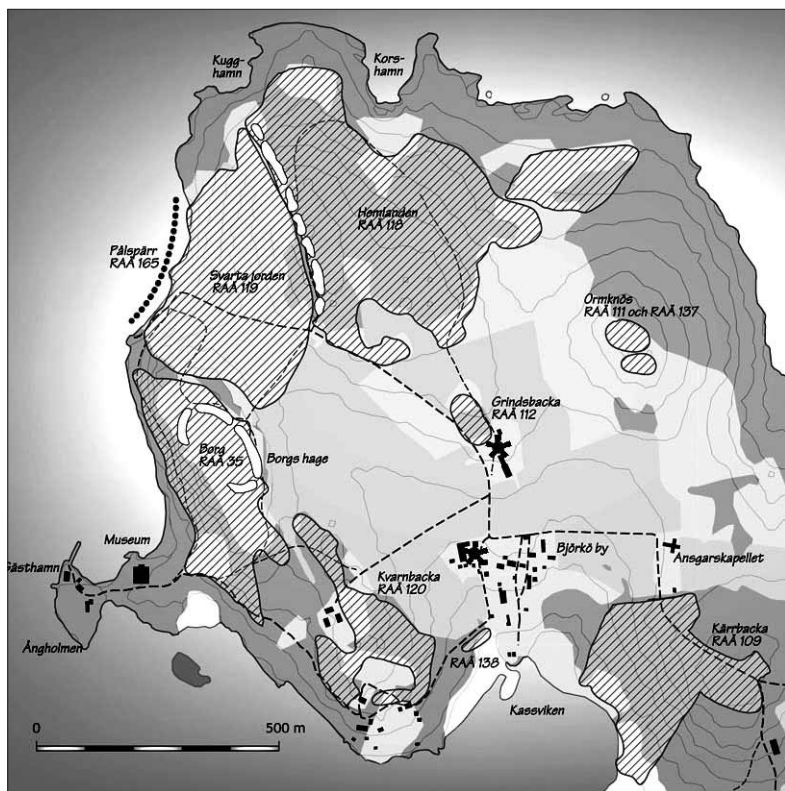 Kugg-
hamn
Kors-
hamn
Hemlanden
RAÄ 118
Pålspärr
RAÄ 165
Svarta jorden
RAÄ 119
Ormknös
RAÄ 111 och RAÄ 137
Grindsbacka
RAÄ 112
Borg
RAÄ 35
Borgs hage
Museum
Gästhamn
Björkö by
Ansgarskapellet
Kvarnbacka
RAÄ 120
Ångholmen
Kärrbacka
RAÄ 109
RAÄ 138
Kassviken
0
500 m